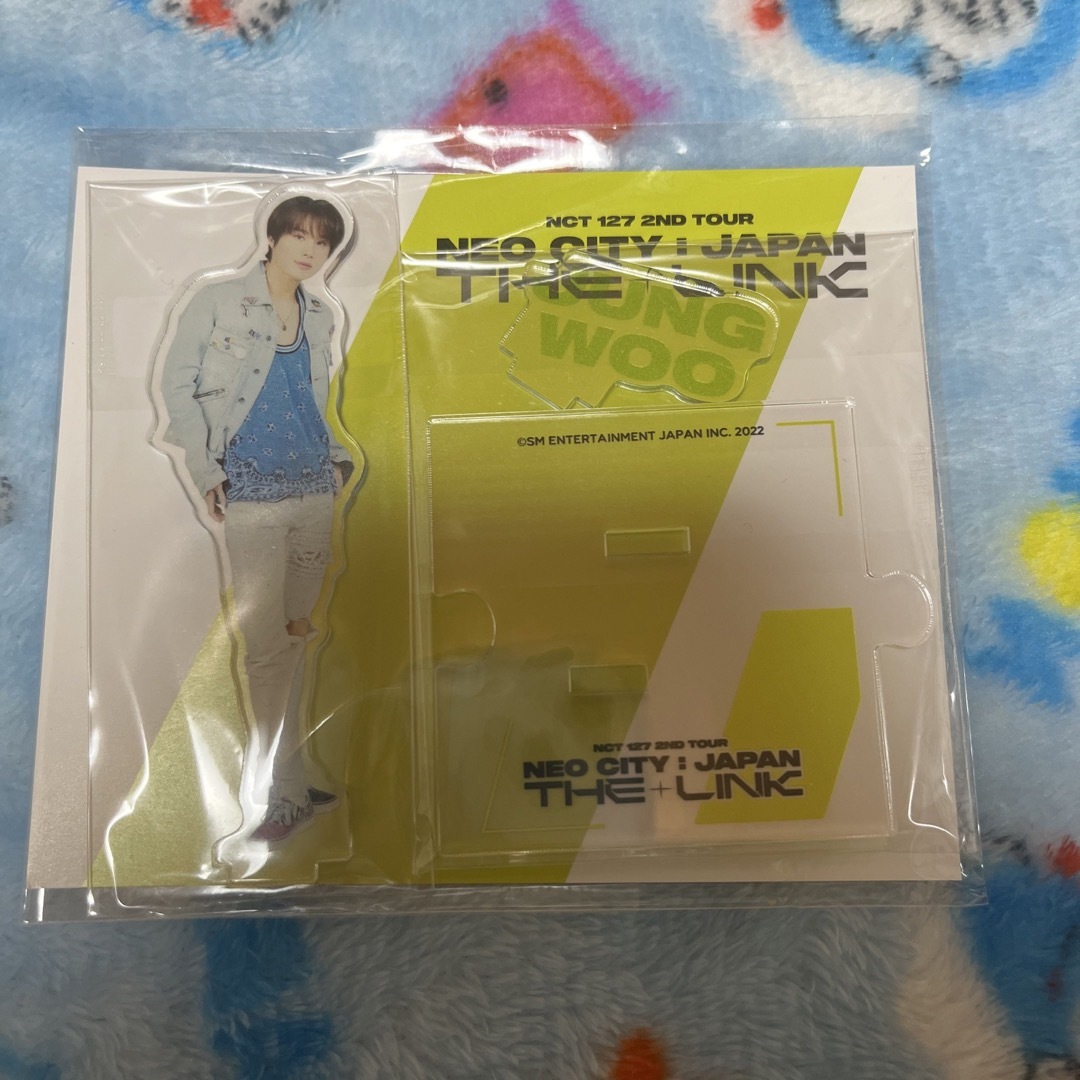 NCT 127 2ND TOUR
NEO CITY : JAPAN
THE+LINK
UNG
WOO
©SM ENTERTAINMENT JAPAN INC. 2022
NCT 127 2ND TOUR
NEO CITY : JAPAN
THE+LINK